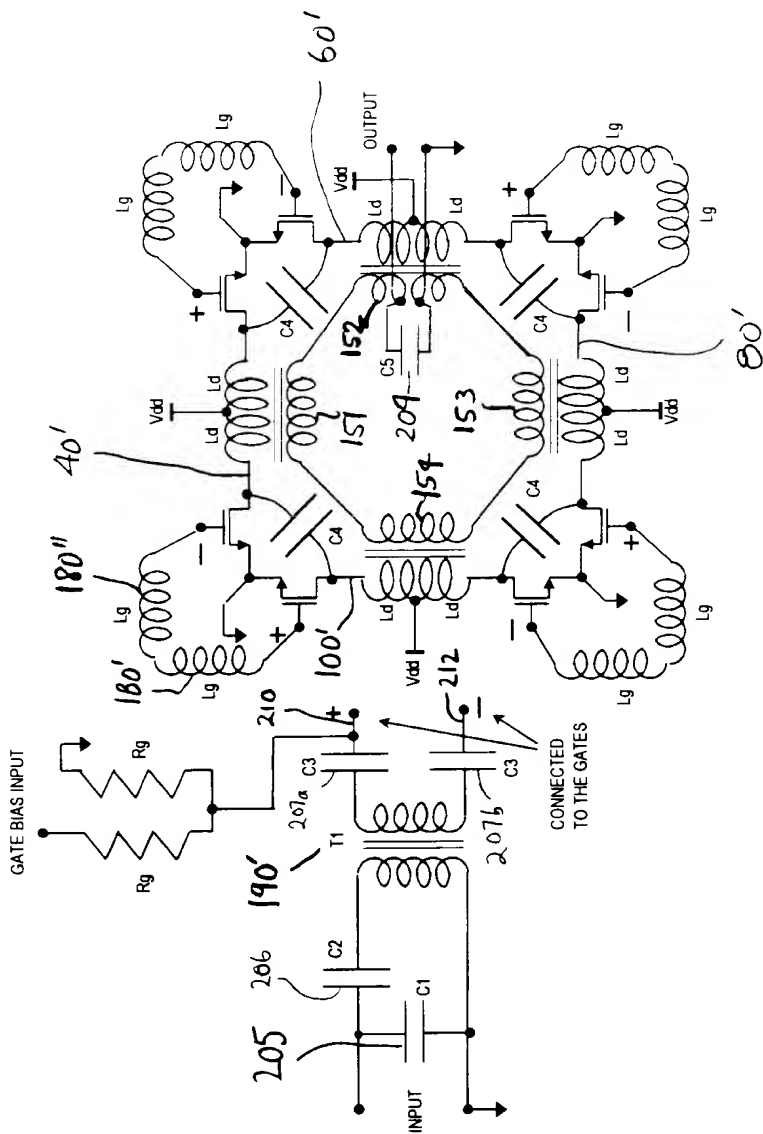 GATE BIAS INPUT
Rg
Rg
190'
T1
207a
C3
210
+
C3
207b
212
−
CONNECTED
TO THE GATES
206
C2
205
C1
INPUT
180'
180"
Lg
Lg
−
+
100'
40'
C4
Ld
Ld
Vdd
151
Ld
Ld
Vdd
154
+
Lg
Lg
−
C4
60'
152
C5
209
OUTPUT
Vdd
Ld
Ld
−
+
Lg
Lg
C4
153
Ld
Ld
Vdd
80'
C4
+
−
Lg
Lg